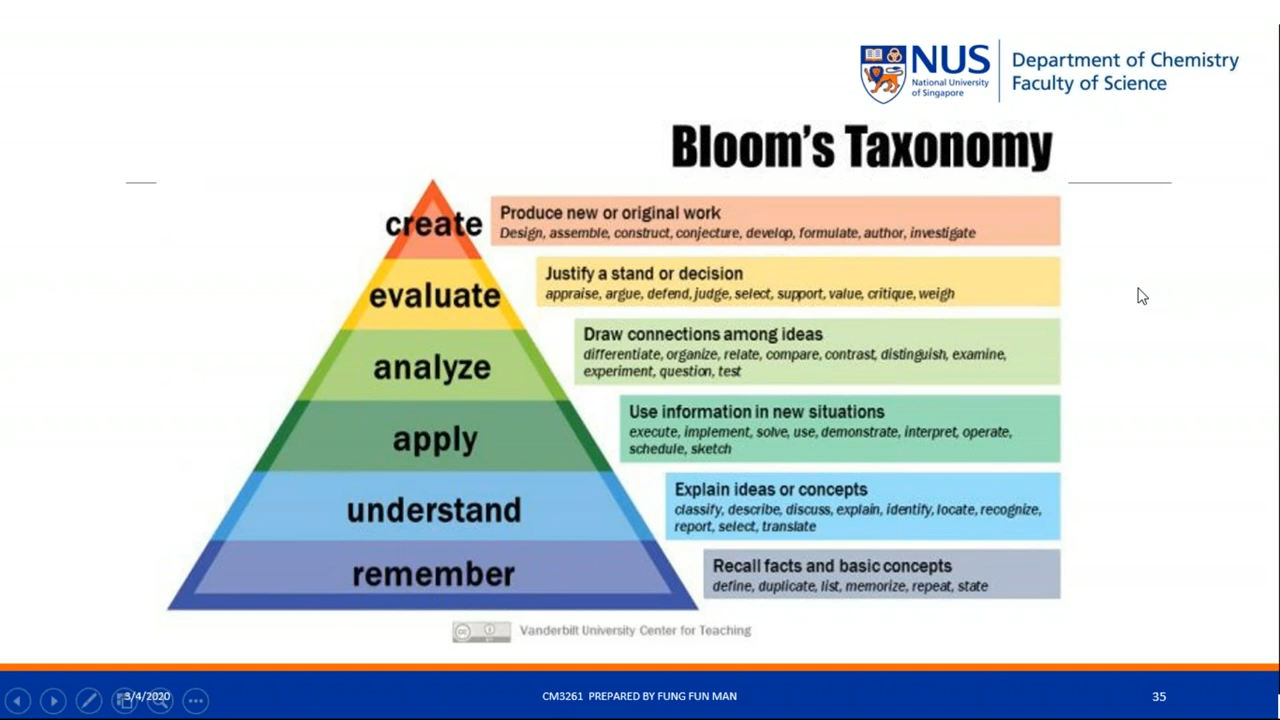 NUS
National University
of Singapore
Department of Chemistry
Faculty of Science
Bloom's Taxonomy
create
Produce new or original work
Design, assemble, construct, conjecture, develop, formulate, author, investigate
evaluate
Justify a stand or decision
appraise, argue, defend, judge, select, support, value, critique, weigh
analyze
Draw connections among ideas
differentiate, organize, relate, compare, contrast, distinguish, examine,
experiment, question, test
apply
Use information in new situations
execute, implement, solve, use, demonstrate, interpret, operate,
schedule, sketch
understand
Explain ideas or concepts
classify, describe, discuss, explain, identify, locate, recognize,
report, select, translate
remember
Recall facts and basic concepts
define, duplicate, list, memorize, repeat, state
cc
Vanderbilt University Center for Teaching
3/4/2020
CM3261 PREPARED BY FUNG FUN MAN
35